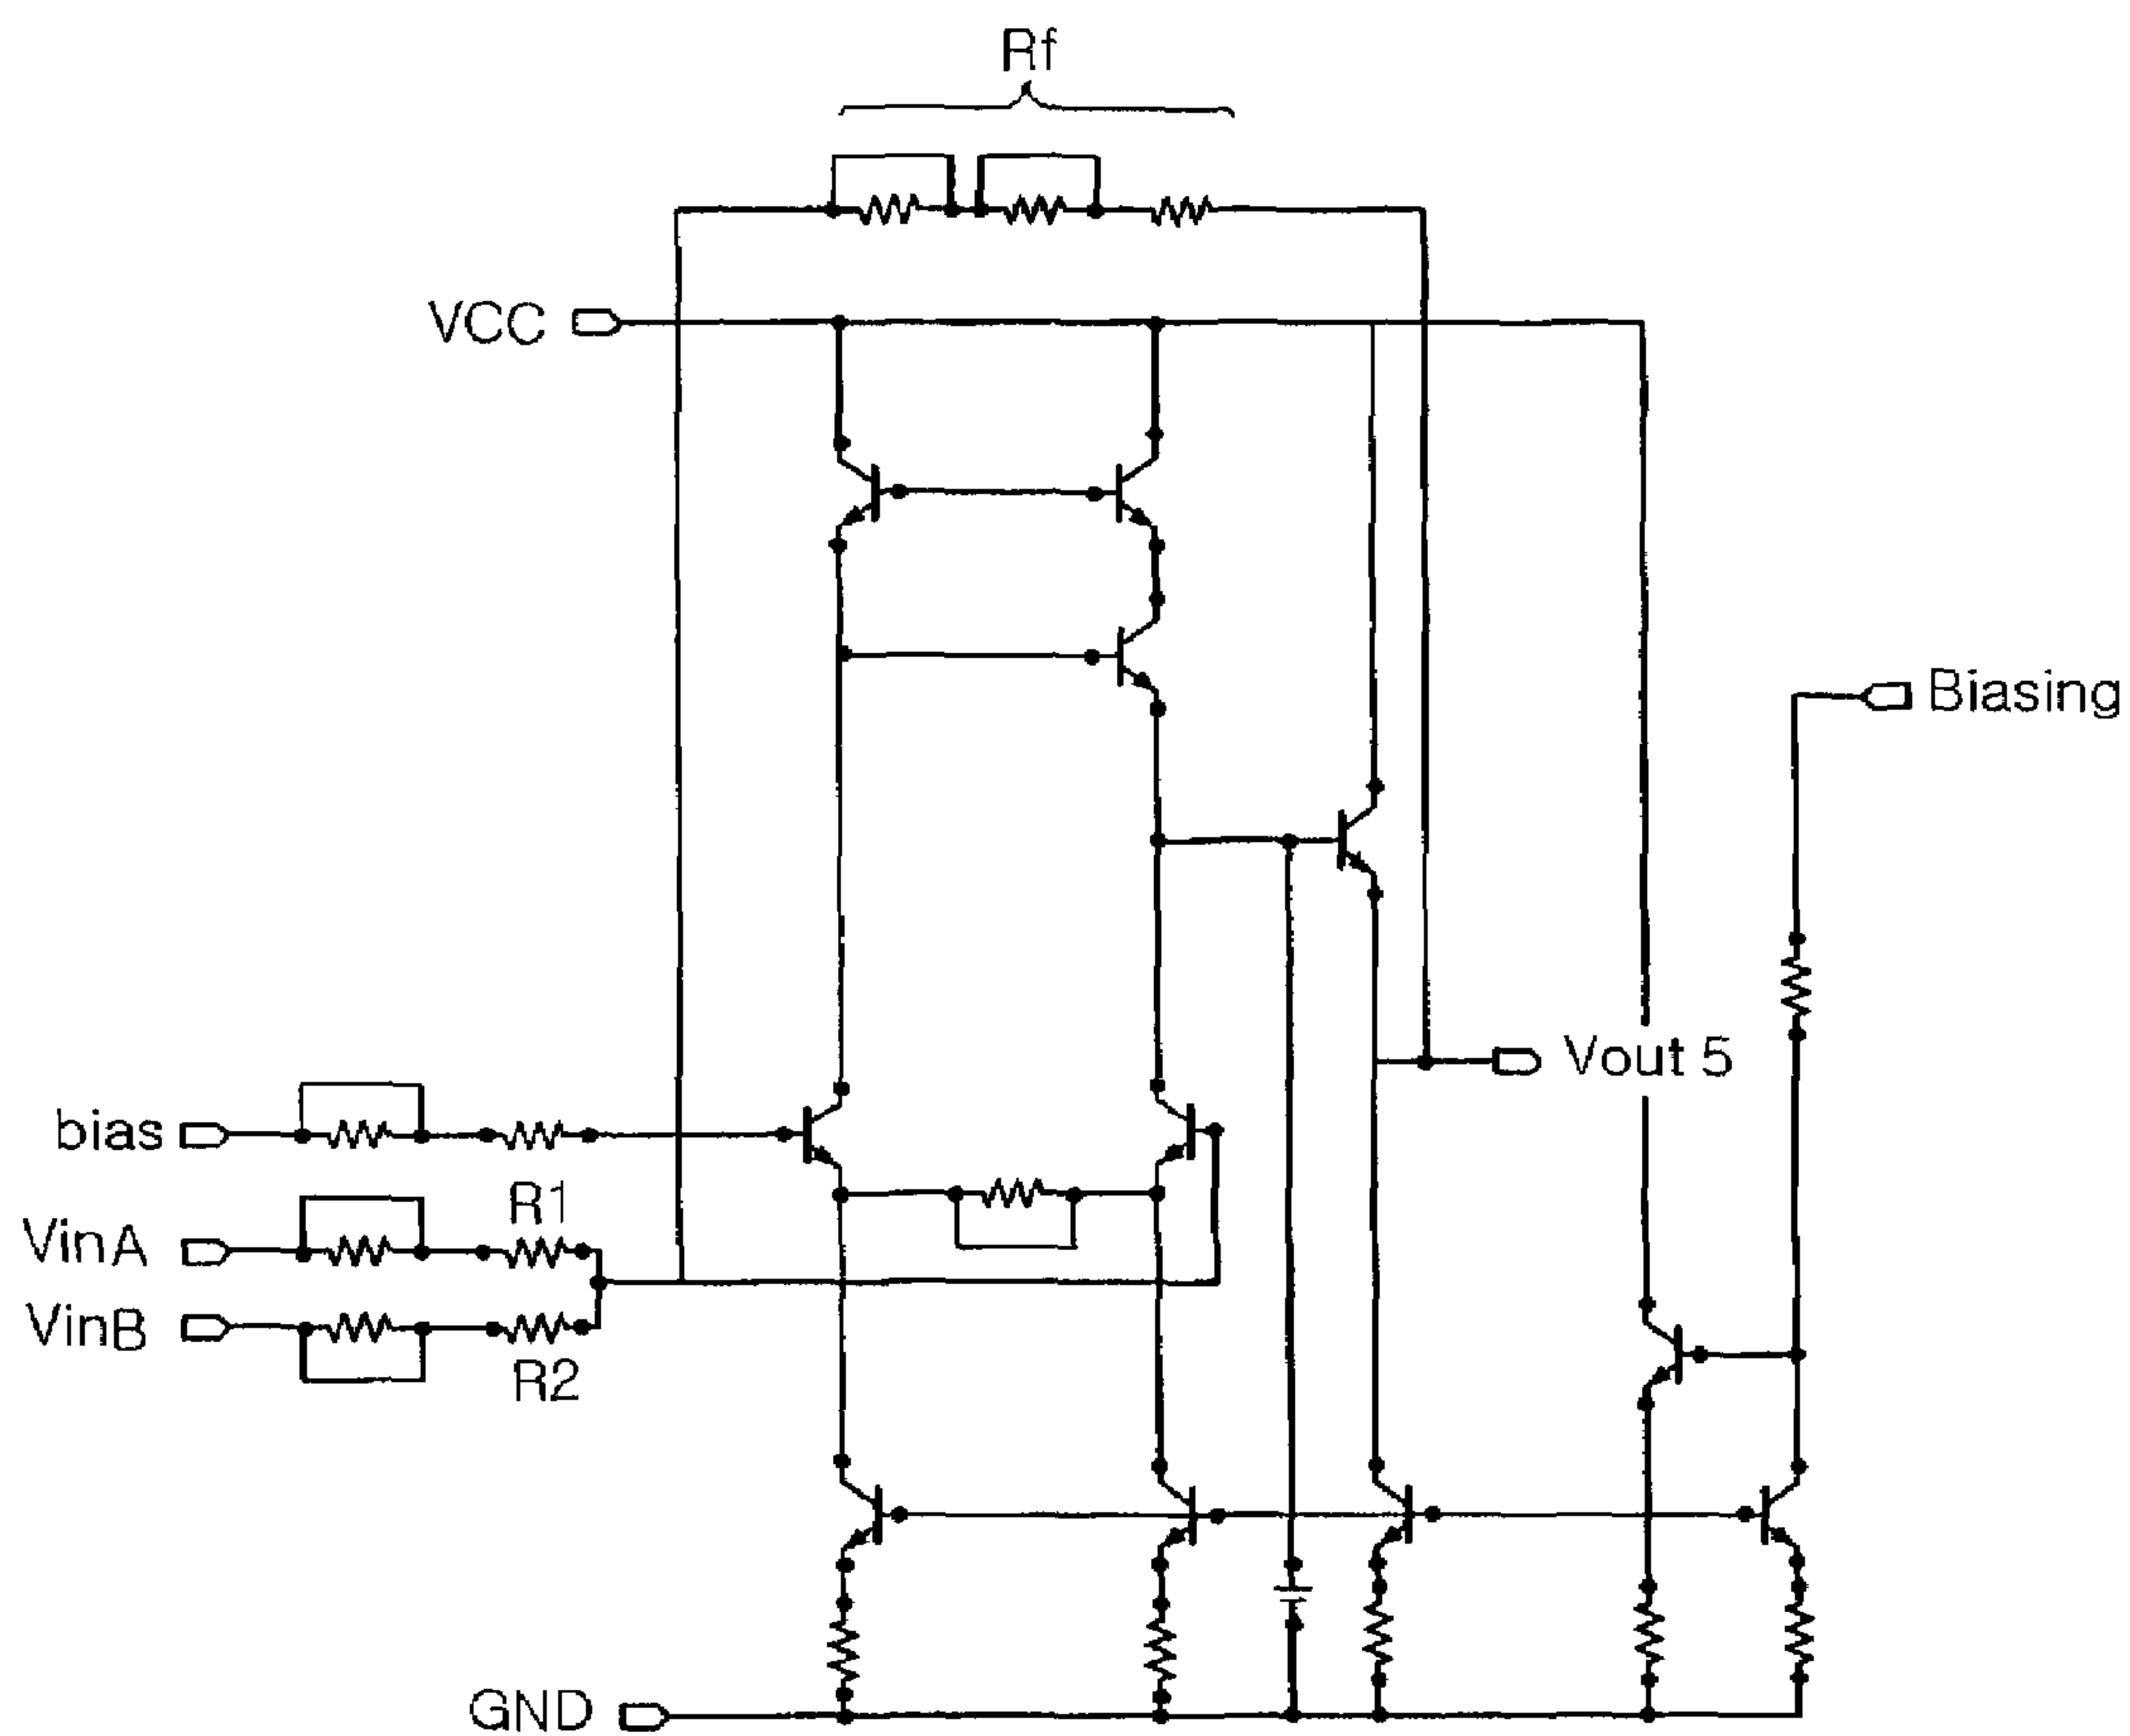 Rf
VCC
Biasing
Vout 5
bias
R1
VinA
VinB
R2
GND